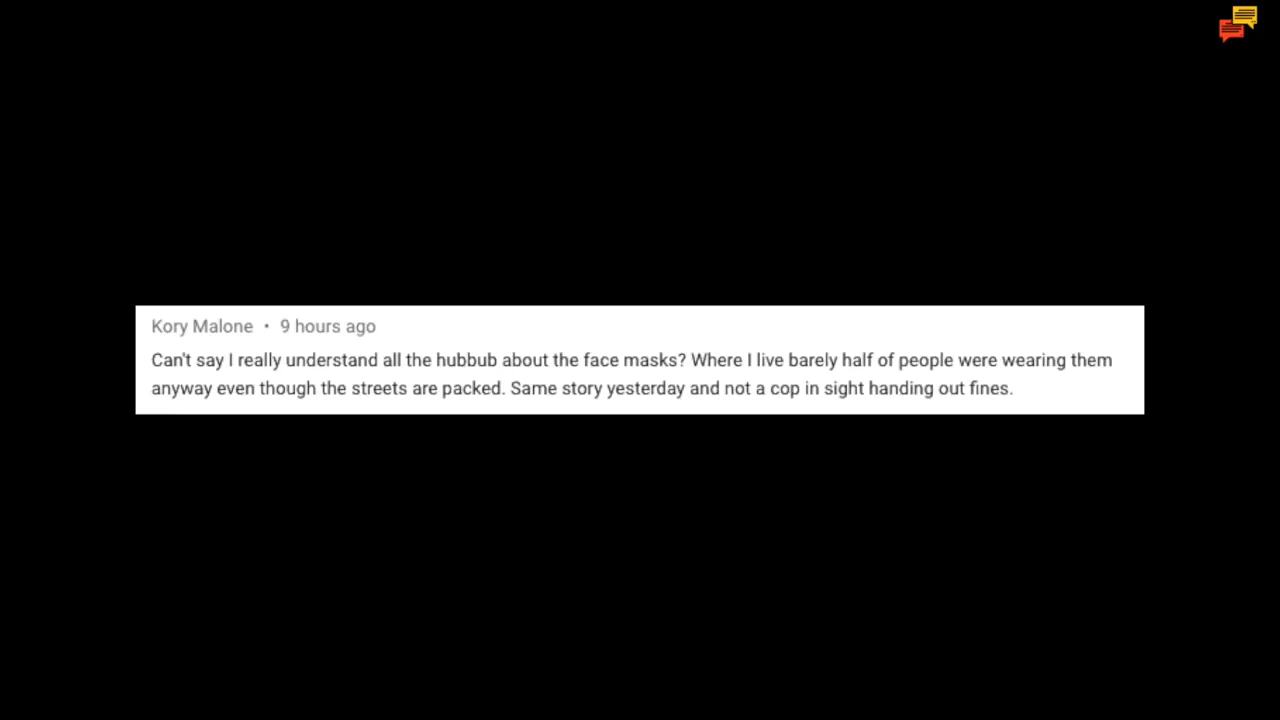 Kory Malone • 9 hours ago
Can't say I really understand all the hubbub about the face masks? Where I live barely half of people were wearing them
anyway even though the streets are packed. Same story yesterday and not a cop in sight handing out fines.